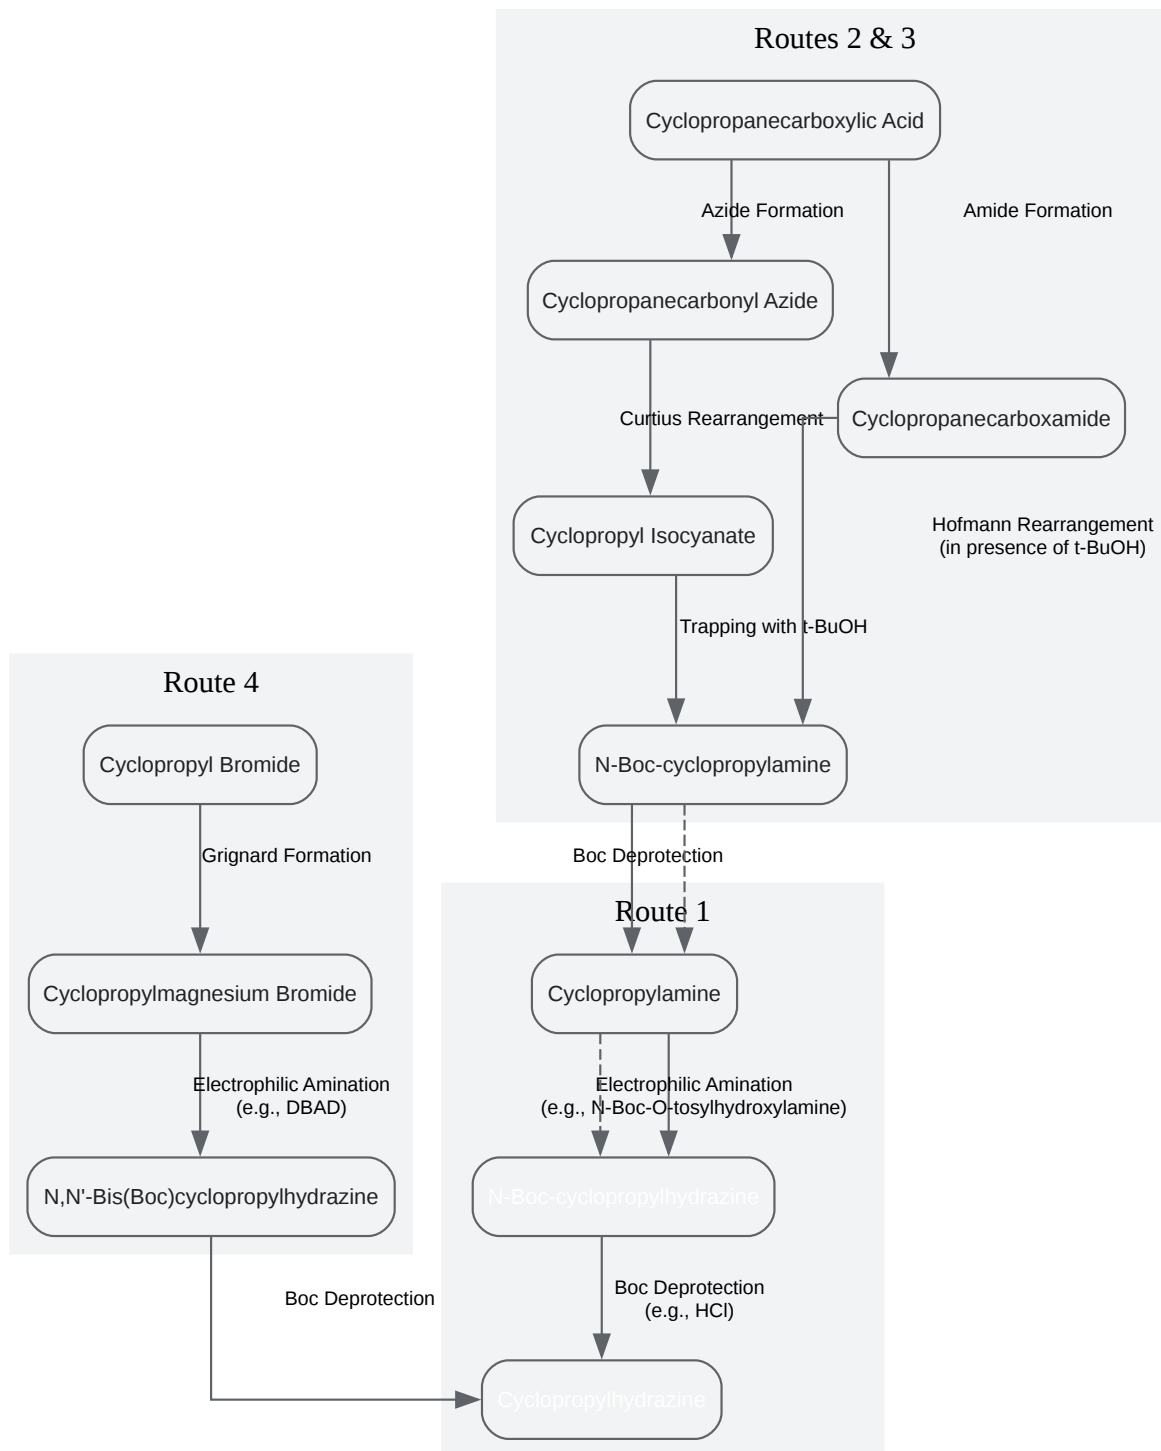 Routes 2 & 3
Cyclopropanecarboxylic Acid
Azide Formation
Amide Formation
Cyclopropanecarbonyl Azide
Curtius Rearrangement
Cyclopropanecarboxamide
Cyclopropyl Isocyanate
Hofmann Rearrangement
(in presence of t-BuOH)
Trapping with t-BuOH
N-Boc-cyclopropylamine
Route 4
Cyclopropyl Bromide
Grignard Formation
Cyclopropylmagnesium Bromide
Electrophilic Amination
(e.g., DBAD)
N,N'-Bis(Boc)cyclopropylhydrazine
Boc Deprotection
Boc Deprotection
Route 1
Cyclopropylamine
Electrophilic Amination
(e.g., N-Boc-O-tosylhydroxylamine)
N-Boc-cyclopropylhydrazine
Boc Deprotection
(e.g., HCl)
Cyclopropylhydrazine